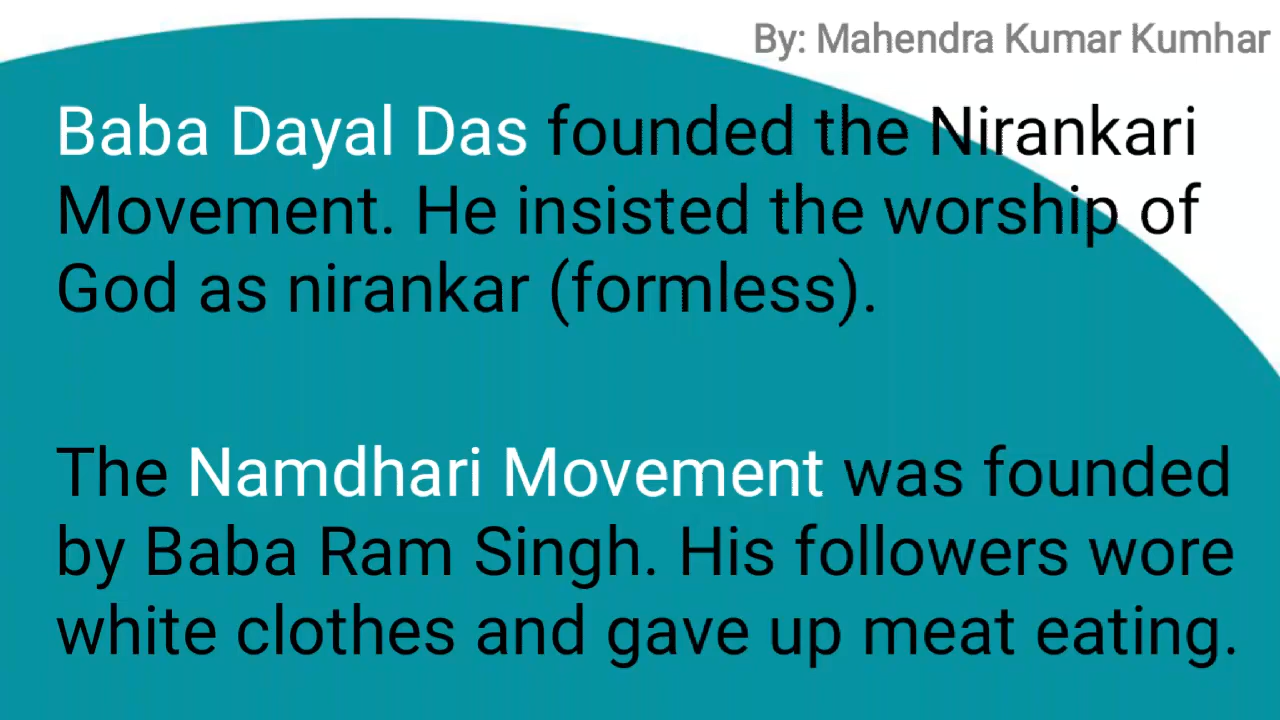 By: Mahendra Kumar Kumhar
Baba Dayal Das founded the Nirankari
Movement. He insisted the worship of
God as nirankar (formless).
The Namdhari Movement was founded
by Baba Ram Singh. His followers wore
white clothes and gave up meat eating.